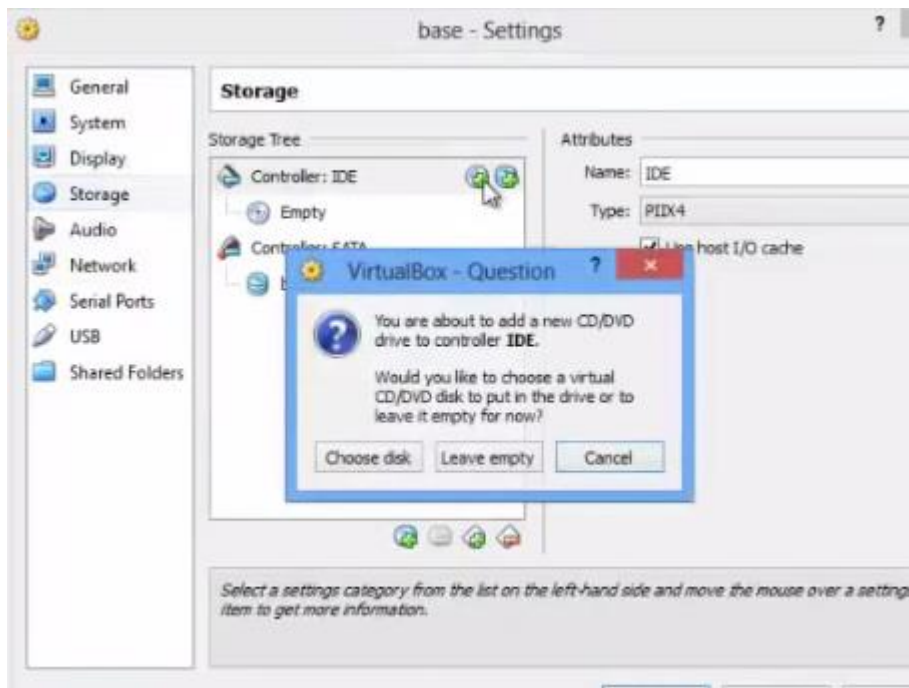 base - Settings
?
General
System
Display
Storage
Audio
Network
Serial Ports
USB
Shared Folders
Storage
Storage Tree
Controller: IDE
Empty
Controller: SATA
Attributes
Name: IDE
Type: PIIX4
Use host I/O cache
VirtualBox - Question
?
You are about to add a new CD/DVD
drive to controller IDE.
Would you like to choose a virtual
CD/DVD disk to put in the drive or to
leave it empty for now?
Choose disk
Leave empty
Cancel
Select a settings category from the list on the left-hand side and move the mouse over a setting
item to get more information.